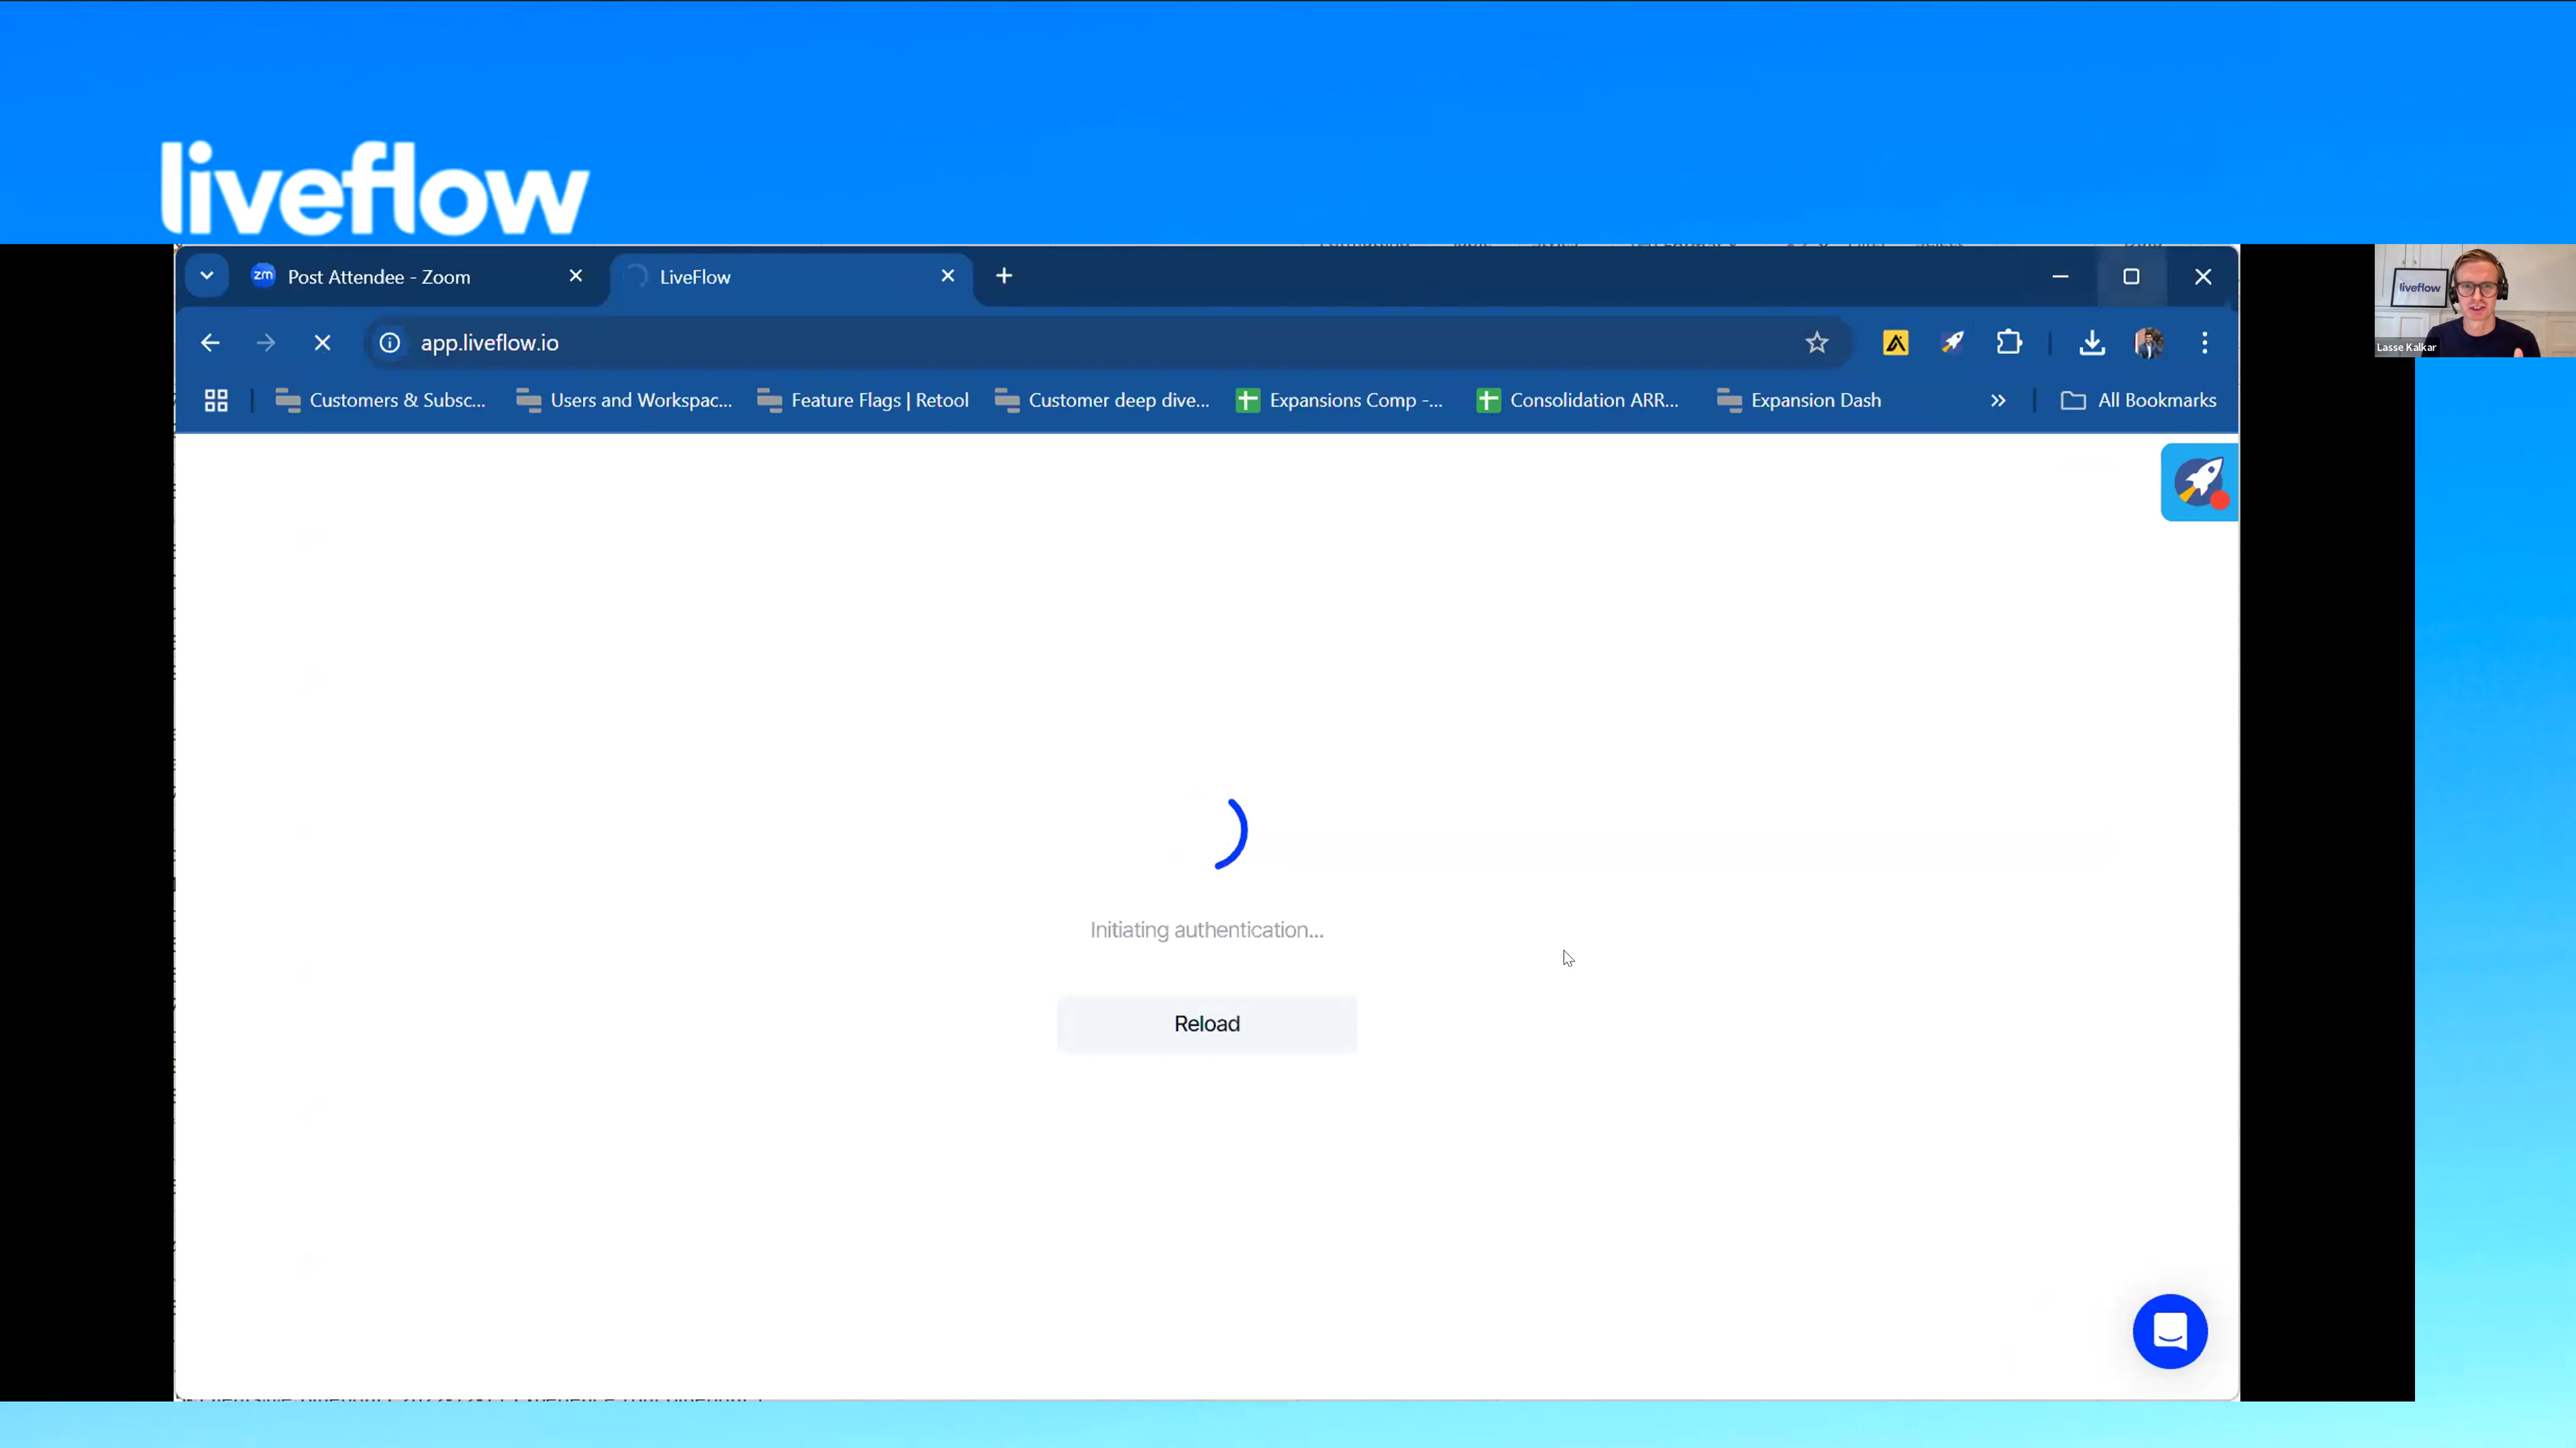 liveflow
zm Post Attendee - Zoom
LiveFlow
app.liveflow.io
Customers & Subsc...
Users and Workspac...
Feature Flags | Retool
Customer deep dive...
Expansions Comp -...
Consolidation ARR...
Expansion Dash
All Bookmarks
liveflow
Lasse Kalkar
Initiating authentication...
Reload